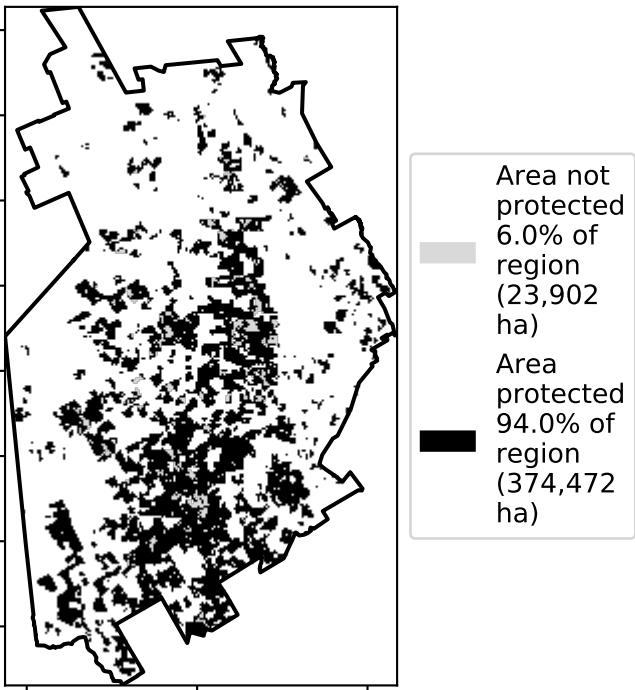 Area not
protected
6.0% of
region
(23,902
ha)
Area
protected
94.0% of
region
(374,472
ha)